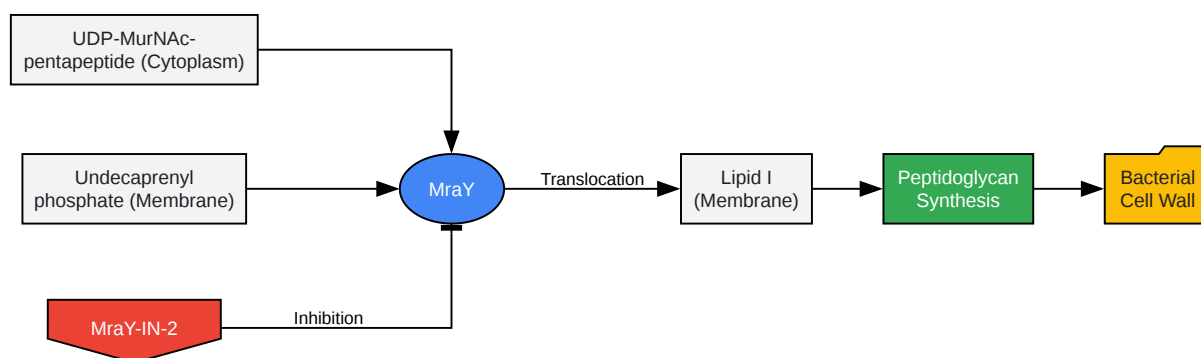 UDP-MurNAc-
pentapeptide (Cytoplasm)
Undecaprenyl
phosphate (Membrane)
MraY
Translocation
Lipid I
(Membrane)
Peptidoglycan
Synthesis
Bacterial
Cell Wall
MraY-IN-2
Inhibition